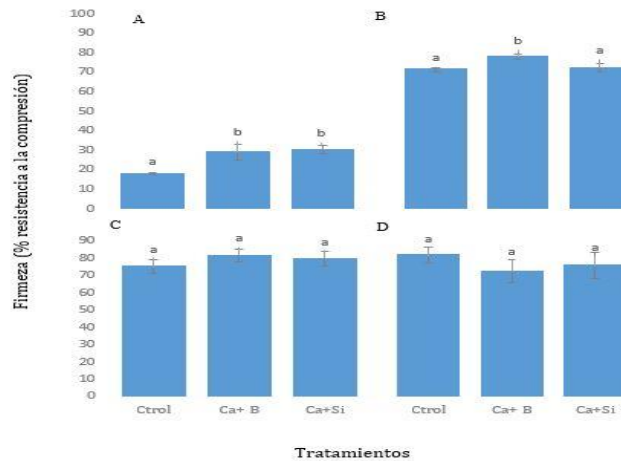 Firmeza (% resistencia a la compresión)
A
100
90
80
70
60
50
40
30
20
10
0
a
b
b
B
a
b
a
C
90
80
70
60
50
40
30
20
10
0
a
a
a
D
a
a
a
Ctrol
Ca+ B
Ca+Si
Ctrol
Ca+ B
Ca+Si
Tratamientos